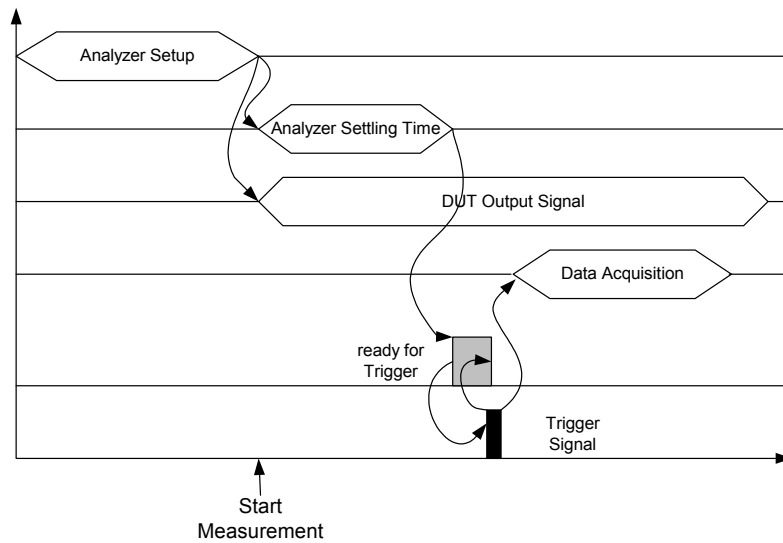 Analyzer Setup
Analyzer Settling Time
DUT Output Signal
Data Acquisition
ready for
Trigger
Trigger
Signal
Start
Measurement